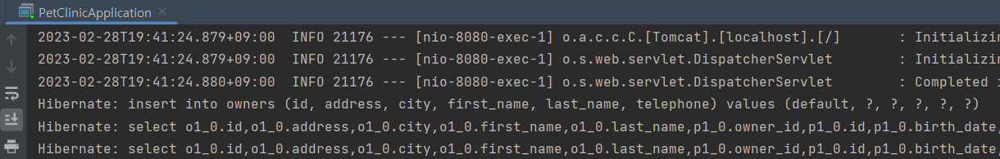 PetClinicApplication
2023-02-28T19:41:24.879+09:00  INFO 21176 --- [nio-8080-exec-1] o.a.c.c.C.[Tomcat].[localhost].[/]       : Initializin
2023-02-28T19:41:24.879+09:00  INFO 21176 --- [nio-8080-exec-1] o.s.web.servlet.DispatcherServlet        : Initializin
2023-02-28T19:41:24.880+09:00  INFO 21176 --- [nio-8080-exec-1] o.s.web.servlet.DispatcherServlet        : Completed i
Hibernate: insert into owners (id, address, city, first_name, last_name, telephone) values (default, ?, ?, ?, ?, ?)
Hibernate: select o1_0.id,o1_0.address,o1_0.city,o1_0.first_name,o1_0.last_name,p1_0.owner_id,p1_0.id,p1_0.birth_date,
Hibernate: select o1_0.id,o1_0.address,o1_0.city,o1_0.first_name,o1_0.last_name,p1_0.owner_id,p1_0.id,p1_0.birth_date